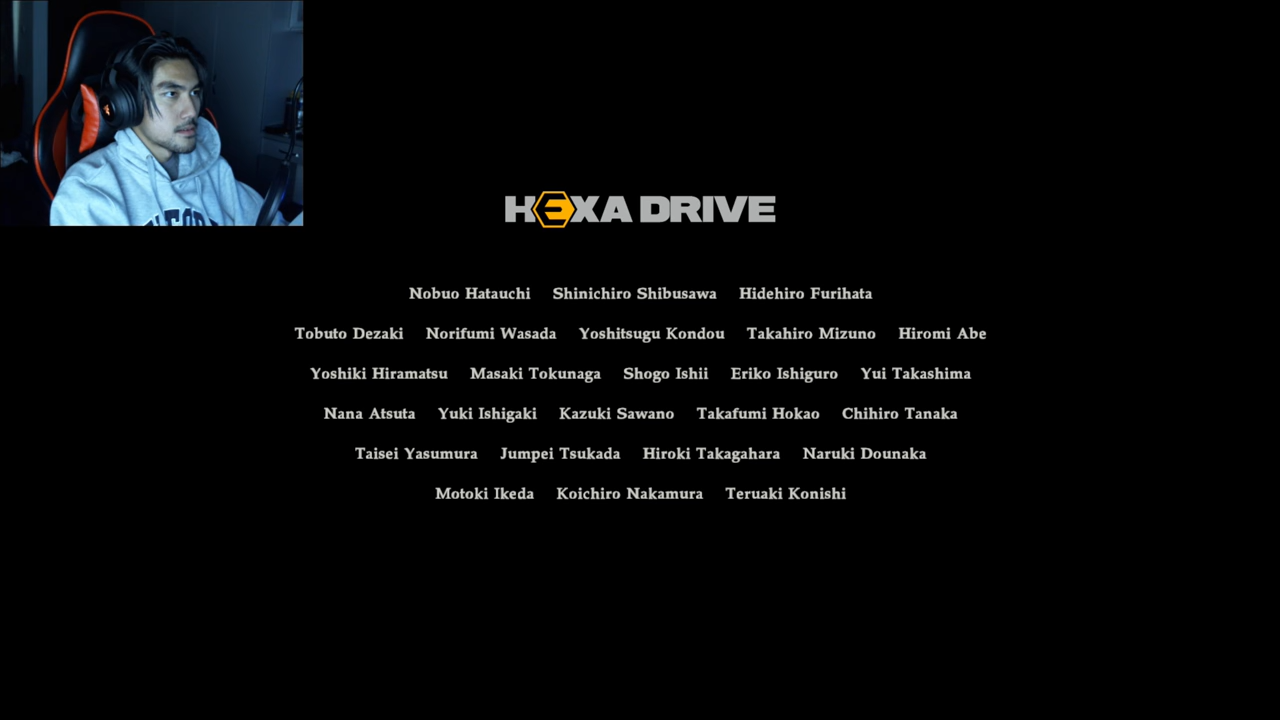 HEXA DRIVE
Nobuo Hatauchi Shinichiro Shibusawa Hidehiro Furihata
Tobuto Dezaki Norifumi Wasada Yoshitsugu Kondou Takahiro Mizuno Hiromi Abe
Yoshiki Hiramatsu Masaki Tokunaga Shogo Ishii Eriko Ishiguro Yui Takashima
Nana Atsuta Yuki Ishigaki Kazuki Sawano Takafumi Hokao Chihiro Tanaka
Taisei Yasumura Jumpei Tsukada Hiroki Takagahara Naruki Dounaka
Motoki Ikeda Koichiro Nakamura Teruaki Konishi